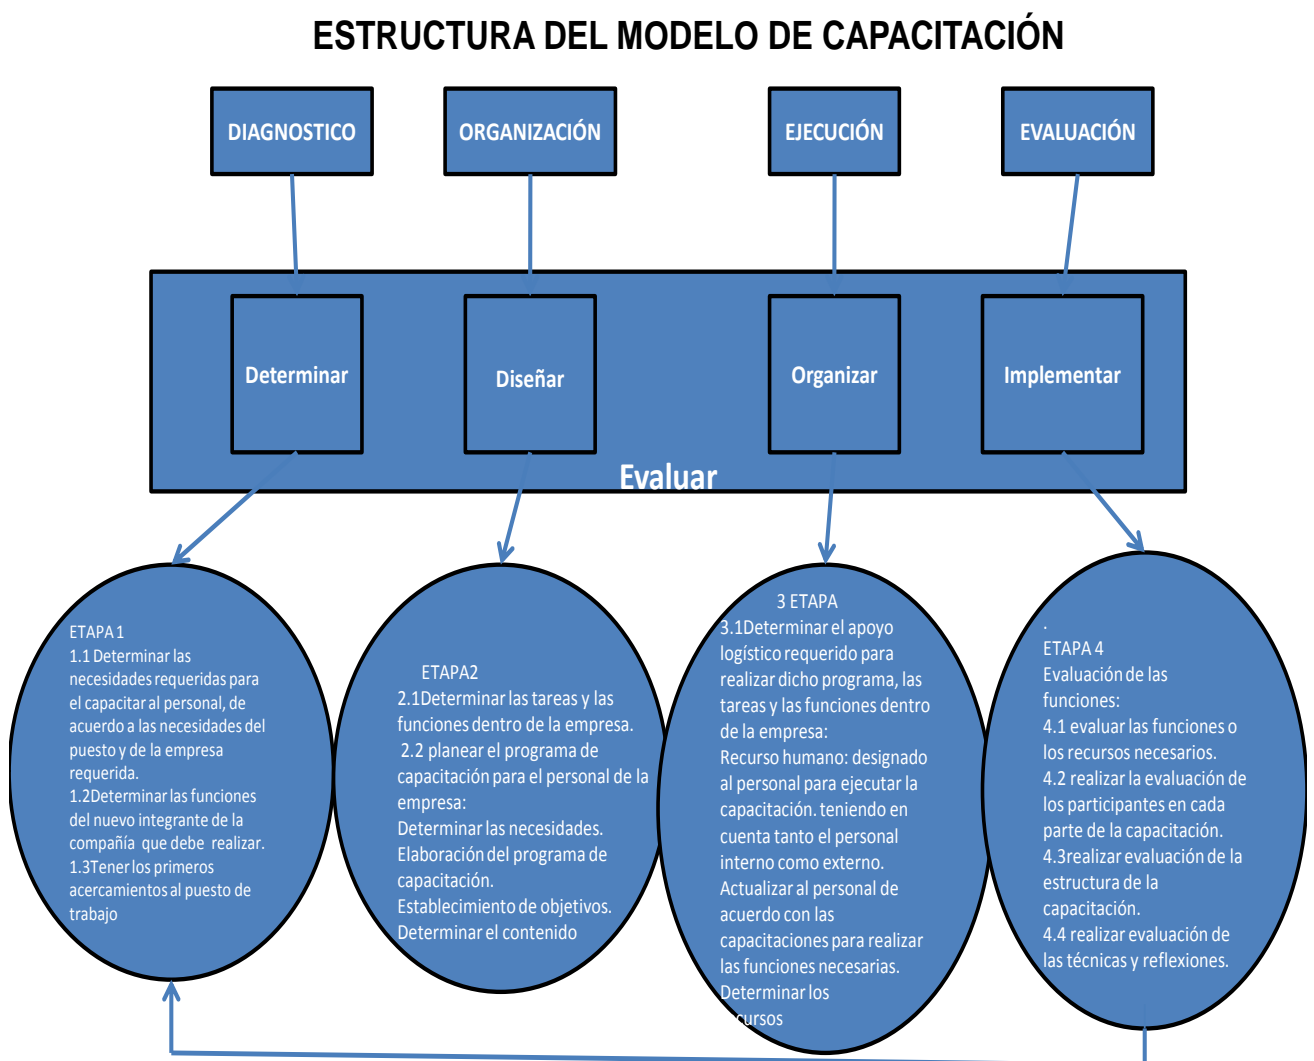 ESTRUCTURA DEL MODELO DE CAPACITACIÓN
DIAGNOSTICO
ORGANIZACIÓN
EJECUCIÓN
EVALUACIÓN
Determinar
Diseñar
Organizar
Implementar
Evaluar
ETAPA 1
1.1 Determinar las
necesidades requeridas para
el capacitar al personal, de
acuerdo a las necesidades del
puesto y de la empresa
requerida.
1.2Determinar las funciones
del nuevo integrante de la
compañía que debe realizar.
1.3Tener los primeros
acercamientos al puesto de
trabajo
ETAPA2
2.1Determinar las tareas y las
funciones dentro de la empresa.
2.2 planear el programa de
capacitación para el personal de la
empresa:
Determinar las necesidades.
Elaboración del programa de
capacitación.
Establecimiento de objetivos.
Determinar el contenido
3 ETAPA
3.1Determinar el apoyo
logístico requerido para
realizar dicho programa, las
tareas y las funciones dentro
de la empresa:
Recurso humano: designado
al personal para ejecutar la
capacitación. teniendo en
cuenta tanto el personal
interno como externo.
Actualizar al personal de
acuerdo con las
capacitaciones para realizar
las funciones necesarias.
Determinar los
cursos
.
ETAPA 4
Evaluación de las
funciones:
4.1 evaluar las funciones o
los recursos necesarios.
4.2 realizar la evaluación de
los participantes en cada
parte de la capacitación.
4.3realizar evaluación de la
estructura de la
capacitación.
4.4 realizar evaluación de
las técnicas y reflexiones.